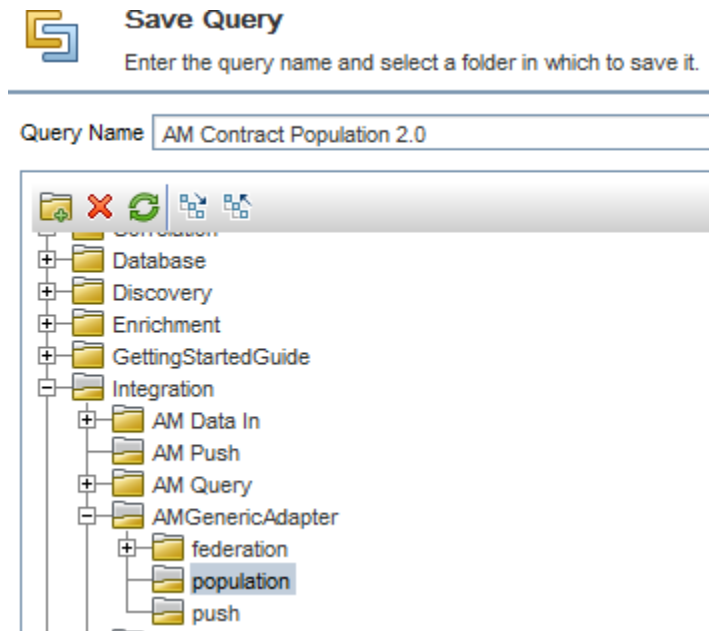 Save Query
Enter the query name and select a folder in which to save it.
Query Name AM Contract Population 2.0
Correlation
Database
Discovery
Enrichment
GettingStartedGuide
Integration
AM Data In
AM Push
AM Query
AMGenericAdapter
federation
population
push